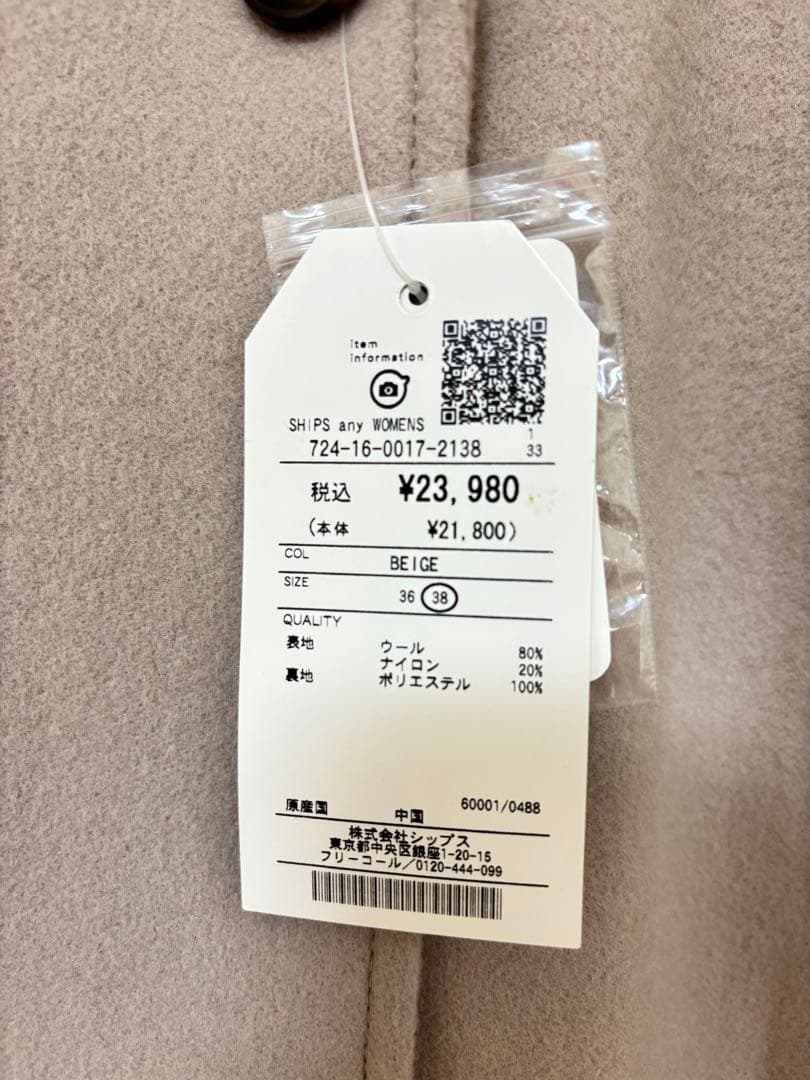 item
information
SHIPS any WOMENS
1
724-16-0017-2138
33
税込 ¥23,980
(本体 ¥21,800)
COL
BEIGE
SIZE
36 38
QUALITY
表地 ウール 80%
ナイロン 20%
裏地 ポリエステル 100%
原産国 中国 60001/0488
株式会社シップス
東京都中央区銀座1-20-15
フリーコール/0120-444-099